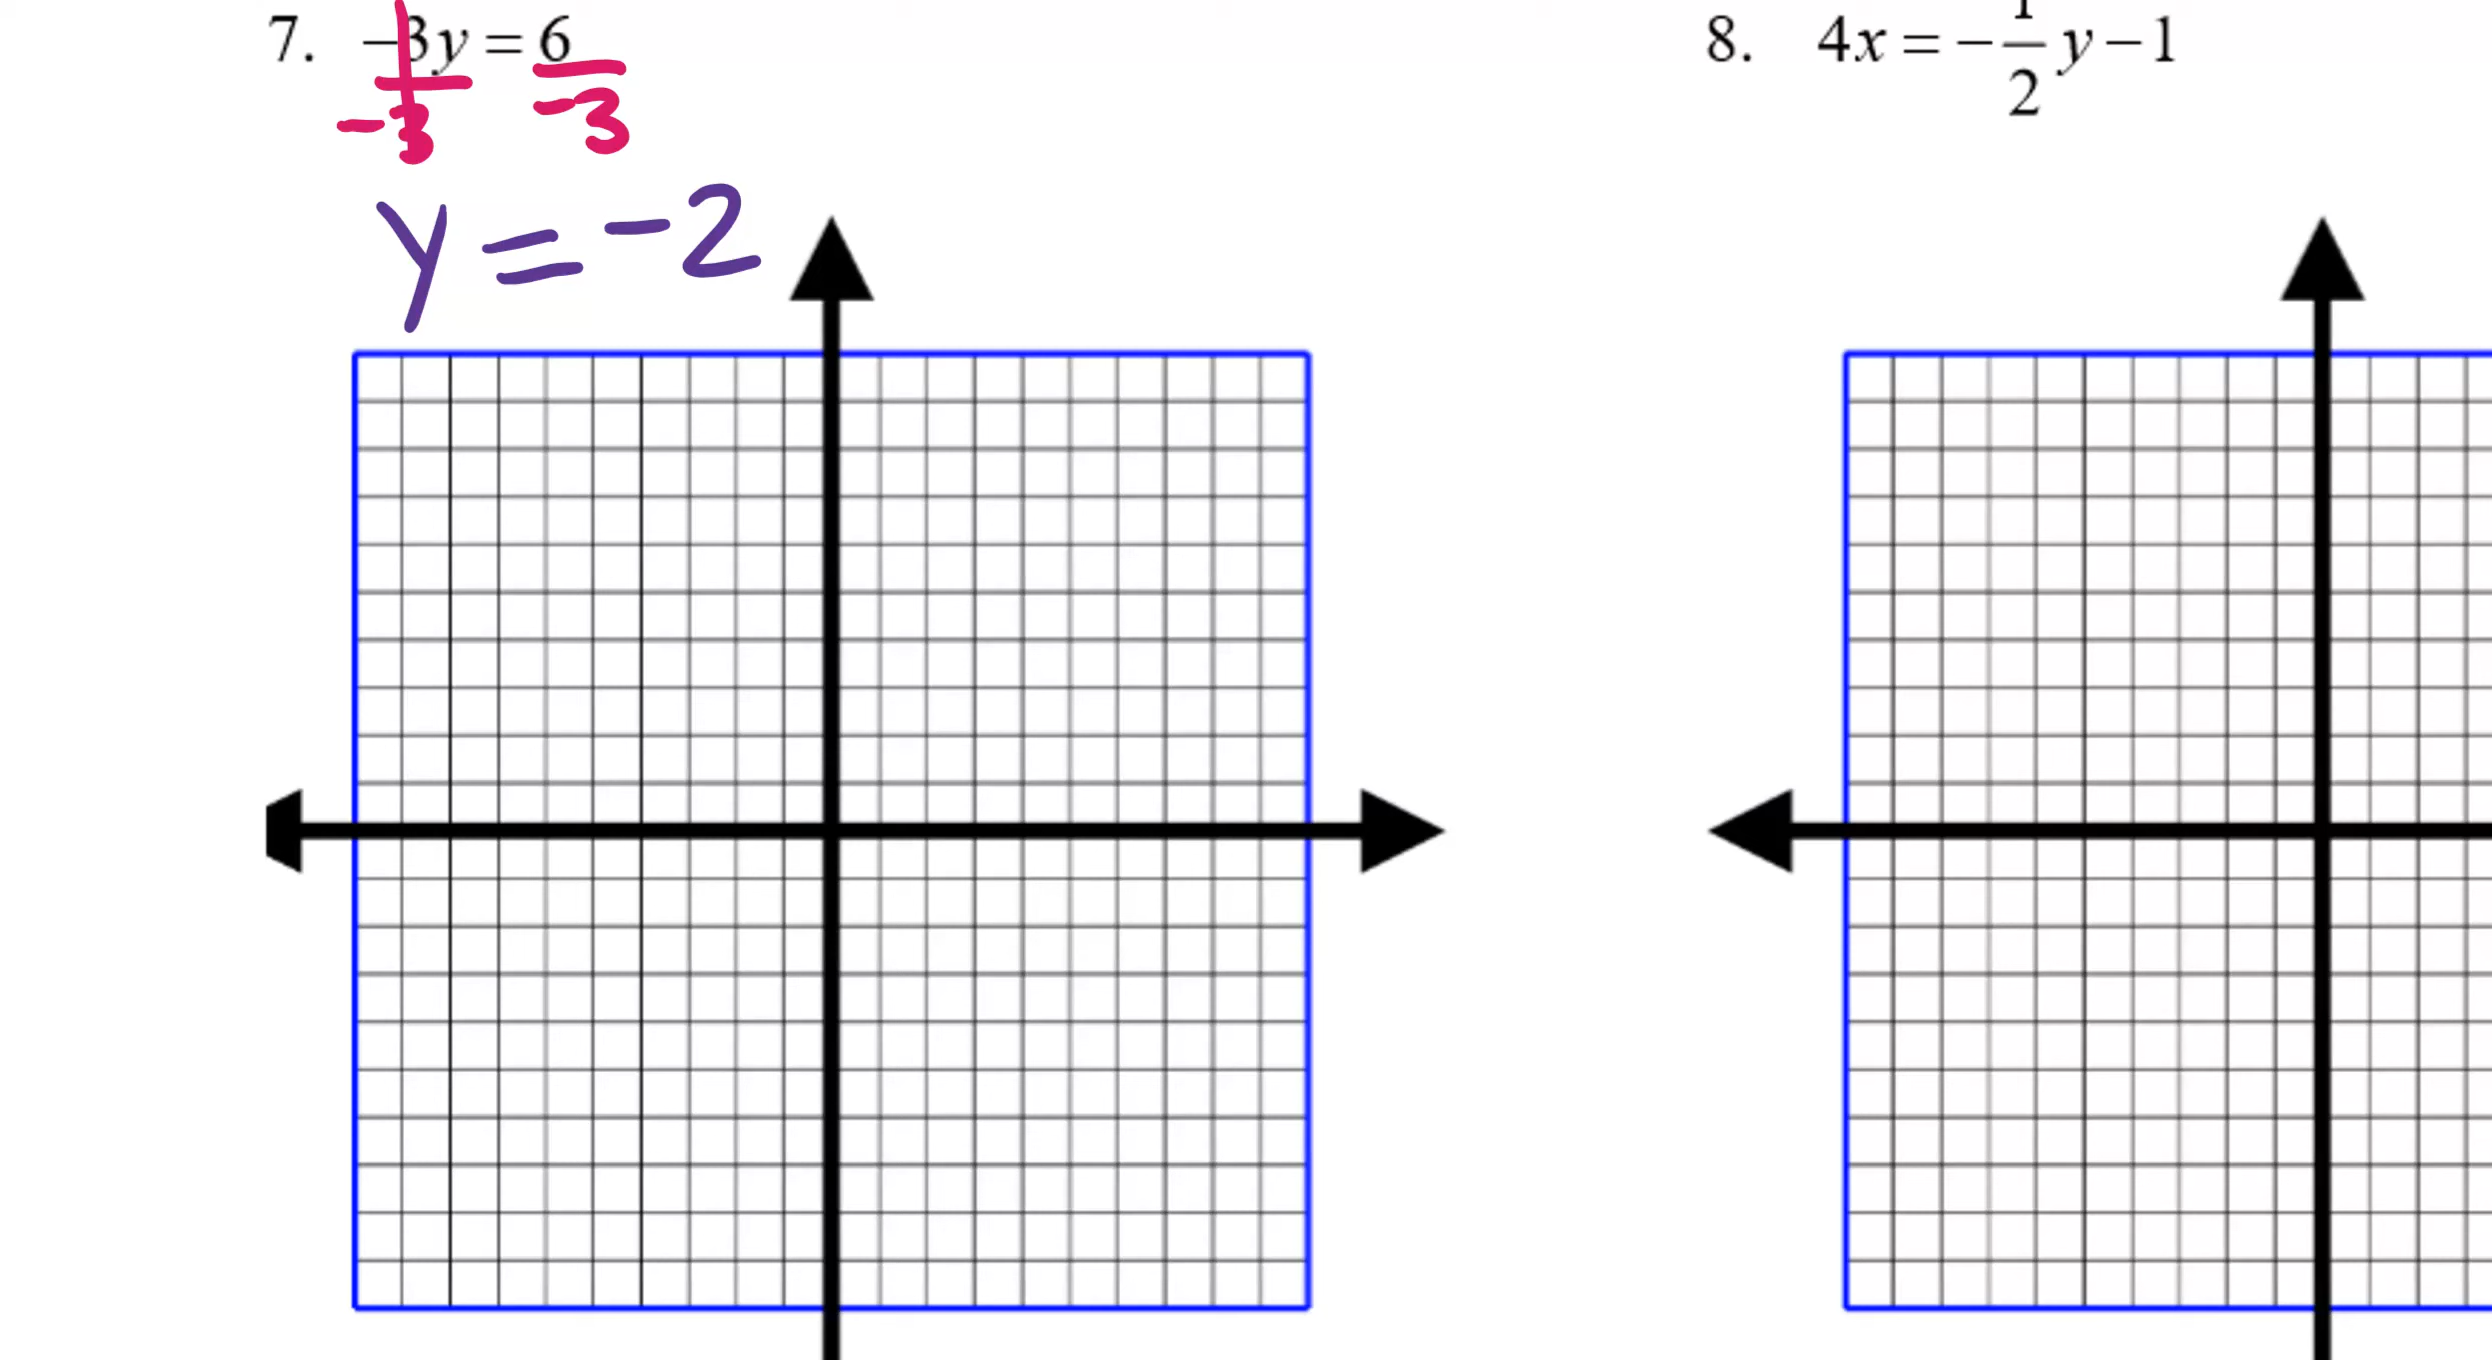 7. -3y = 6
-3 -3
y = -2
8. 4x = -1/2 y - 1